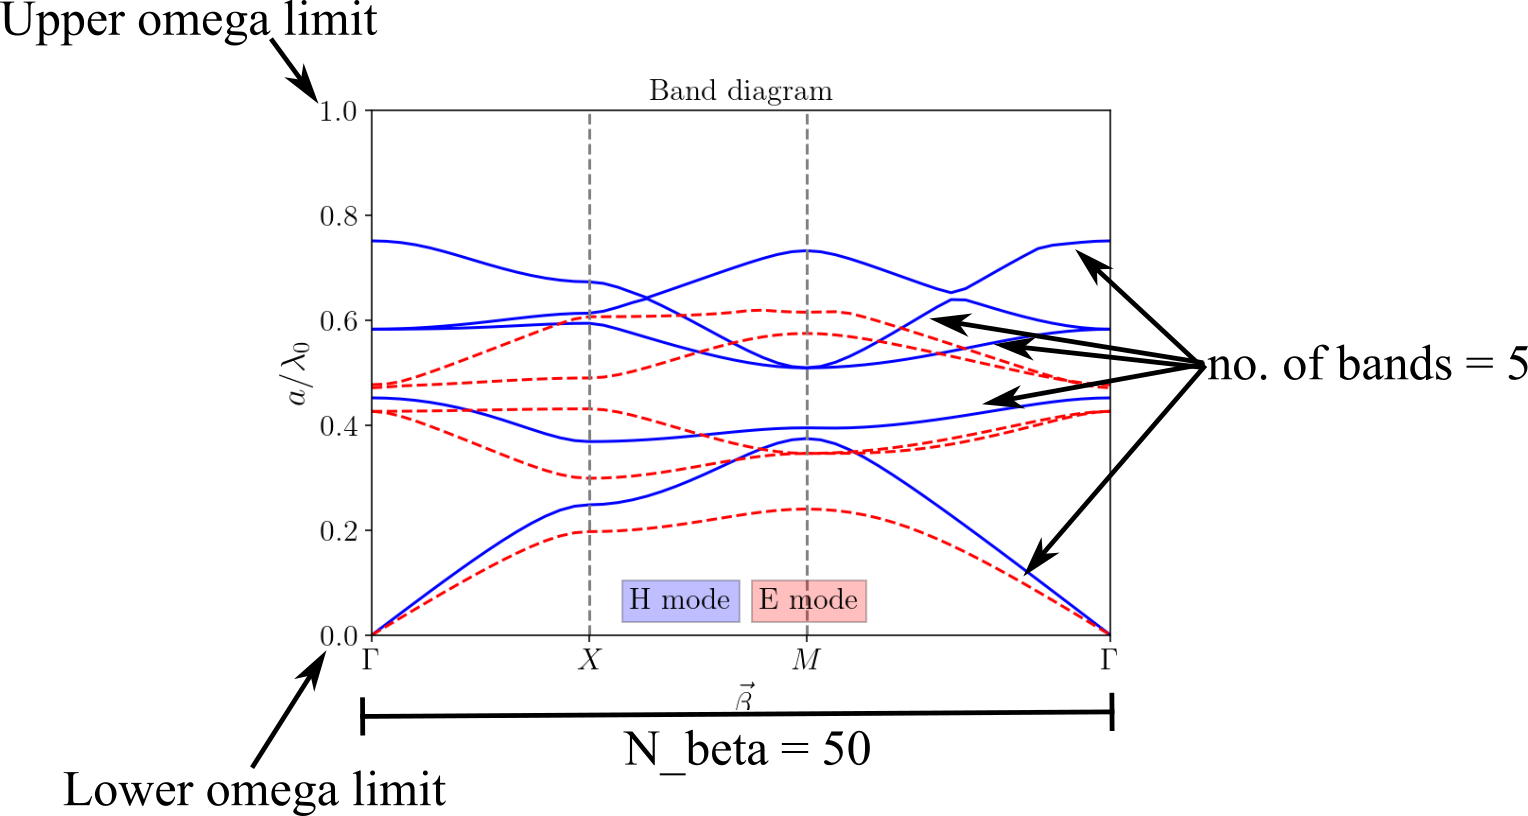 Upper omega limit
Band diagram
1.0
0.8
0.6
0.4
0.2
0.0
a/λ₀
no. of bands = 5
H mode
E mode
Γ X M Γ
β⃗
N_beta = 50
Lower omega limit